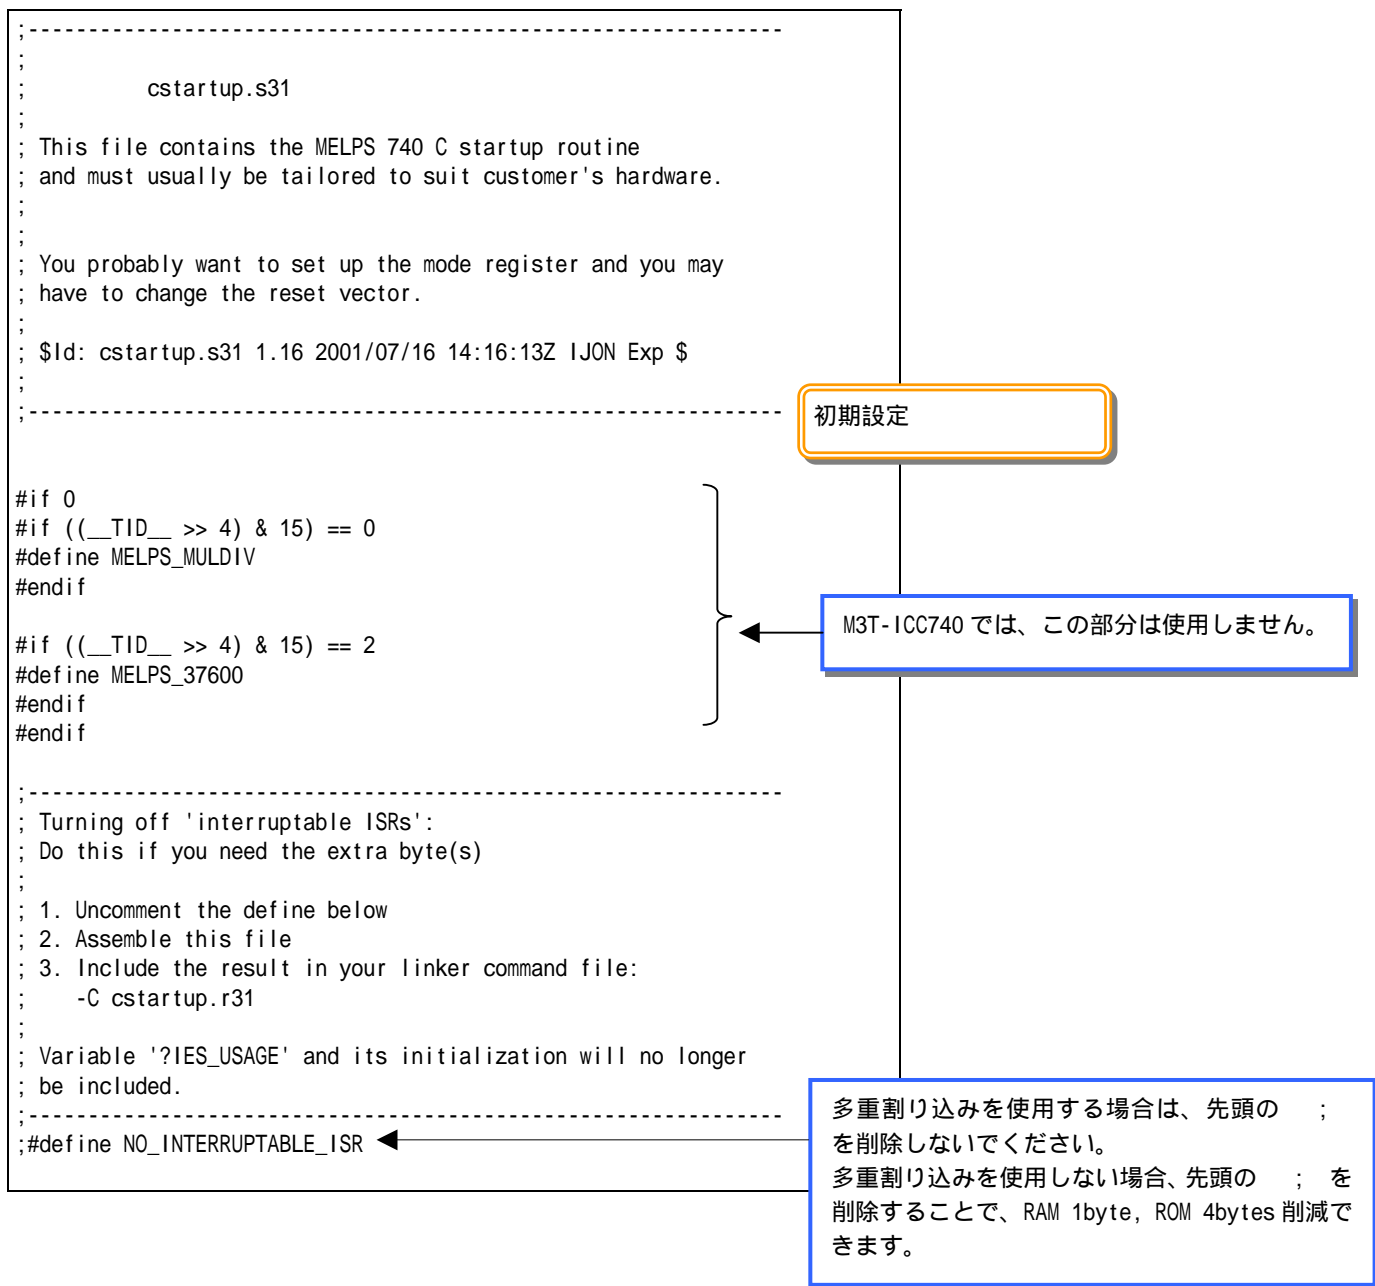 ;---------------------------------------------------------------
;
;          cstartup.s31
;
; This file contains the MELPS 740 C startup routine
; and must usually be tailored to suit customer's hardware.
;
;
; You probably want to set up the mode register and you may
; have to change the reset vector.
;
; $Id: cstartup.s31 1.16 2001/07/16 14:16:13Z IJON Exp $
;
;---------------------------------------------------------------
初期設定
#if 0
#if ((__TID__ >> 4) & 15) == 0
#define MELPS_MULDIV
#endif
#if ((__TID__ >> 4) & 15) == 2
#define MELPS_37600
#endif
#endif
M3T-ICC740 では、この部分は使用しません。
;---------------------------------------------------------------
; Turning off 'interruptable ISRs':
; Do this if you need the extra byte(s)
;
; 1. Uncomment the define below
; 2. Assemble this file
; 3. Include the result in your linker command file:
;    -C cstartup.r31
;
; Variable '?IES_USAGE' and its initialization will no longer
; be included.
;---------------------------------------------------------------
;#define NO_INTERRUPTABLE_ISR
多重割り込みを使用する場合は、先頭の ;
を削除しないでください。
多重割り込みを使用しない場合、先頭の ; を
削除することで、RAM 1byte, ROM 4bytes 削減で
きます。